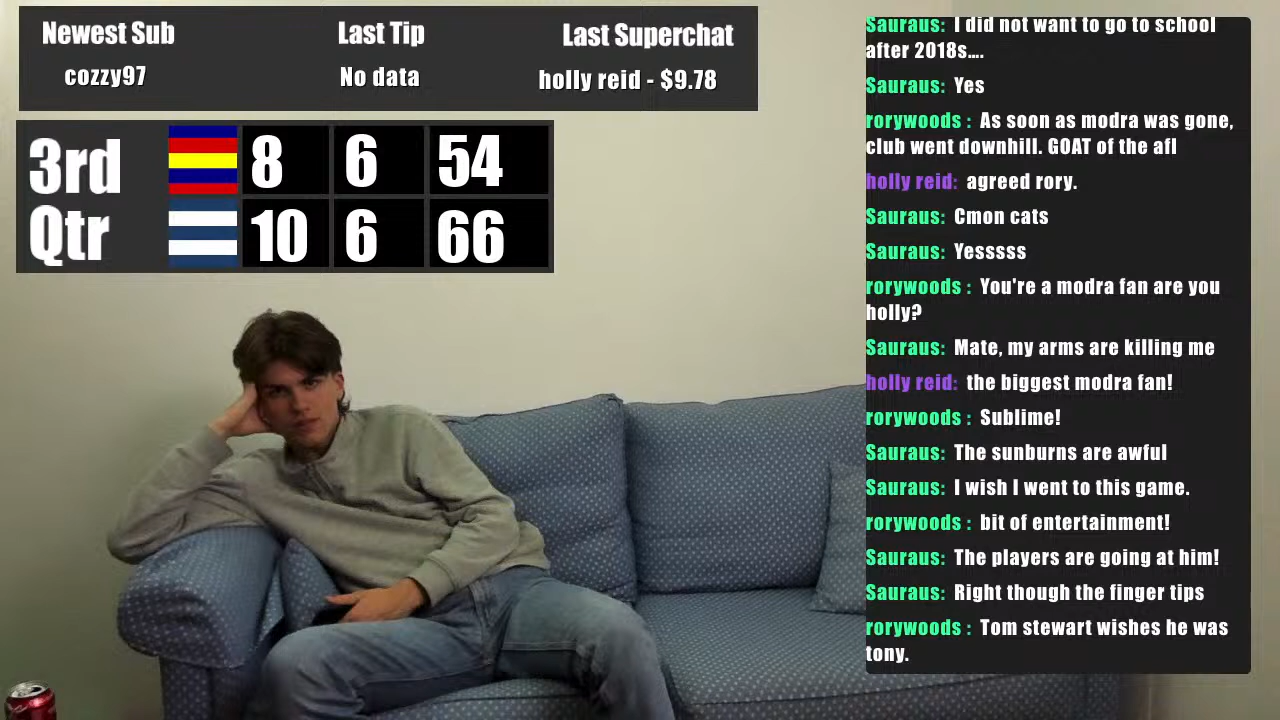 Newest Sub
Last Tip
Last Superchat
cozzy97
No data
holly reid - $9.78
3rd
Qtr
8 6 54
10 6 66
Sauraus: I did not want to go to school
after 2018s....
Sauraus: Yes
rorywoods : As soon as modra was gone,
club went downhill. GOAT of the afl
holly reid: agreed rory.
Sauraus: Cmon cats
Sauraus: Yesssss
rorywoods : You're a modra fan are you
holly?
Sauraus: Mate, my arms are killing me
holly reid: the biggest modra fan!
rorywoods : Sublime!
Sauraus: The sunburns are awful
Sauraus: I wish I went to this game.
rorywoods : bit of entertainment!
Sauraus: The players are going at him!
Sauraus: Right though the finger tips
rorywoods : Tom stewart wishes he was
tony.